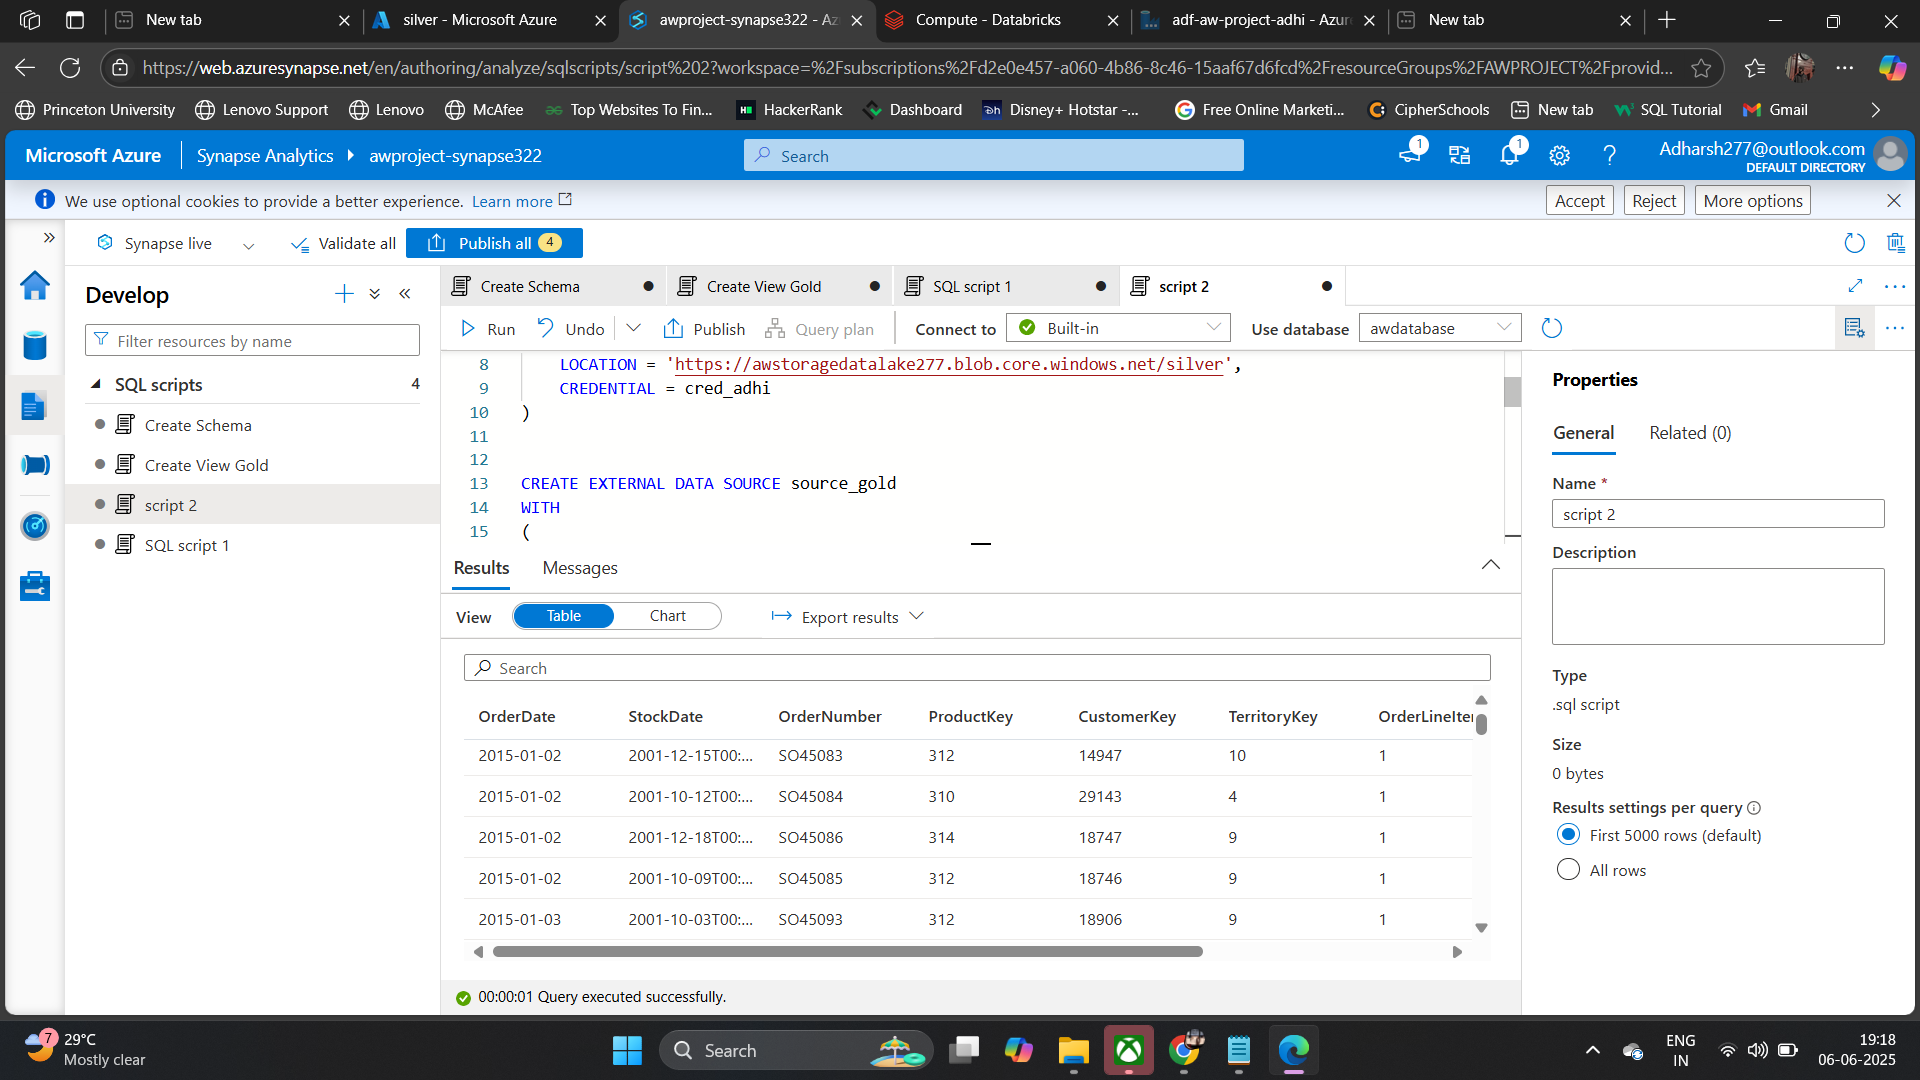 New tab
silver - Microsoft Azure
awproject-synapse322 - Az
Compute - Databricks
adf-aw-project-adhi - Azur
New tab
https://web.azuresynapse.net/en/authoring/analyze/sqlscripts/script%202?workspace=%2Fsubscriptions%2Fd2e0e457-a060-4b86-8c46-15aaf67d6fcd%2FresourceGroups%2FAWPROJECT%2Fprovid...
Princeton University
Lenovo Support
Lenovo
McAfee
Top Websites To Fin...
HackerRank
Dashboard
Disney+ Hotstar -...
Free Online Marketi...
CipherSchools
New tab
SQL Tutorial
Gmail
Microsoft Azure
Synapse Analytics
awproject-synapse322
Search
1
1
Adharsh277@outlook.com
DEFAULT DIRECTORY
We use optional cookies to provide a better experience. Learn more
Accept
Reject
More options
Synapse live
Validate all
Publish all 4
Develop
Filter resources by name
SQL scripts 4
Create Schema
Create View Gold
script 2
SQL script 1
Create Schema
Create View Gold
SQL script 1
script 2
Run
Undo
Publish
Query plan
Connect to
Built-in
Use database
awdatabase
8 LOCATION = 'https://awstoragedatalake277.blob.core.windows.net/silver',
9 CREDENTIAL = cred_adhi
10 )
11
12
13 CREATE EXTERNAL DATA SOURCE source_gold
14 WITH
15 (
Results
Messages
View
Table
Chart
Export results
Search
OrderDate StockDate OrderNumber ProductKey CustomerKey TerritoryKey OrderLineIte
2015-01-02 2001-12-15T00:... SO45083 312 14947 10 1
2015-01-02 2001-10-12T00:... SO45084 310 29143 4 1
2015-01-02 2001-12-18T00:... SO45086 314 18747 9 1
2015-01-02 2001-10-09T00:... SO45085 312 18746 9 1
2015-01-03 2001-10-03T00:... SO45093 312 18906 9 1
00:00:01 Query executed successfully.
Properties
General
Related (0)
Name *
script 2
Description
Type
.sql script
Size
0 bytes
Results settings per query
First 5000 rows (default)
All rows
7
29°C
Mostly clear
Search
ENG
IN
19:18
06-06-2025